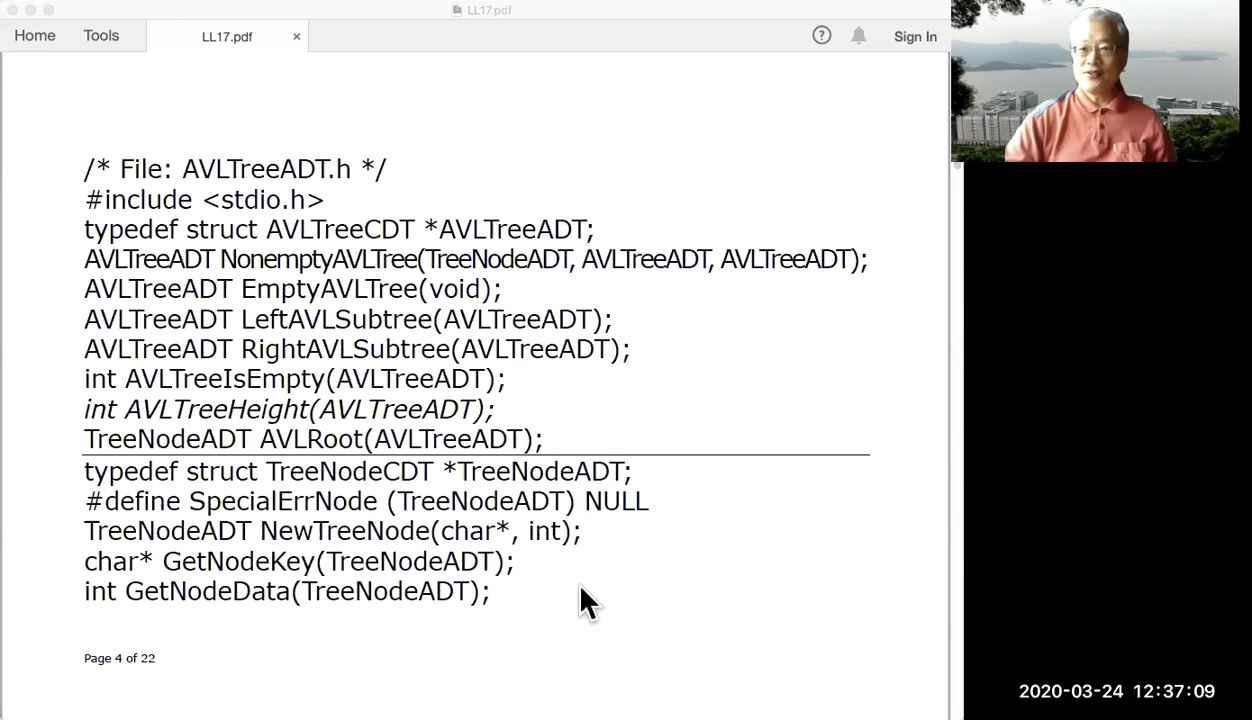 LL17.pdf
Home Tools LL17.pdf × ? Sign In
/* File: AVLTreeADT.h */
#include <stdio.h>
typedef struct AVLTreeCDT *AVLTreeADT;
AVLTreeADT NonemptyAVLTree(TreeNodeADT, AVLTreeADT, AVLTreeADT);
AVLTreeADT EmptyAVLTree(void);
AVLTreeADT LeftAVLSubtree(AVLTreeADT);
AVLTreeADT RightAVLSubtree(AVLTreeADT);
int AVLTreeIsEmpty(AVLTreeADT);
int AVLTreeHeight(AVLTreeADT);
TreeNodeADT AVLRoot(AVLTreeADT);
typedef struct TreeNodeCDT *TreeNodeADT;
#define SpecialErrNode (TreeNodeADT) NULL
TreeNodeADT NewTreeNode(char*, int);
char* GetNodeKey(TreeNodeADT);
int GetNodeData(TreeNodeADT);
Page 4 of 22
2020-03-24 12:37:09